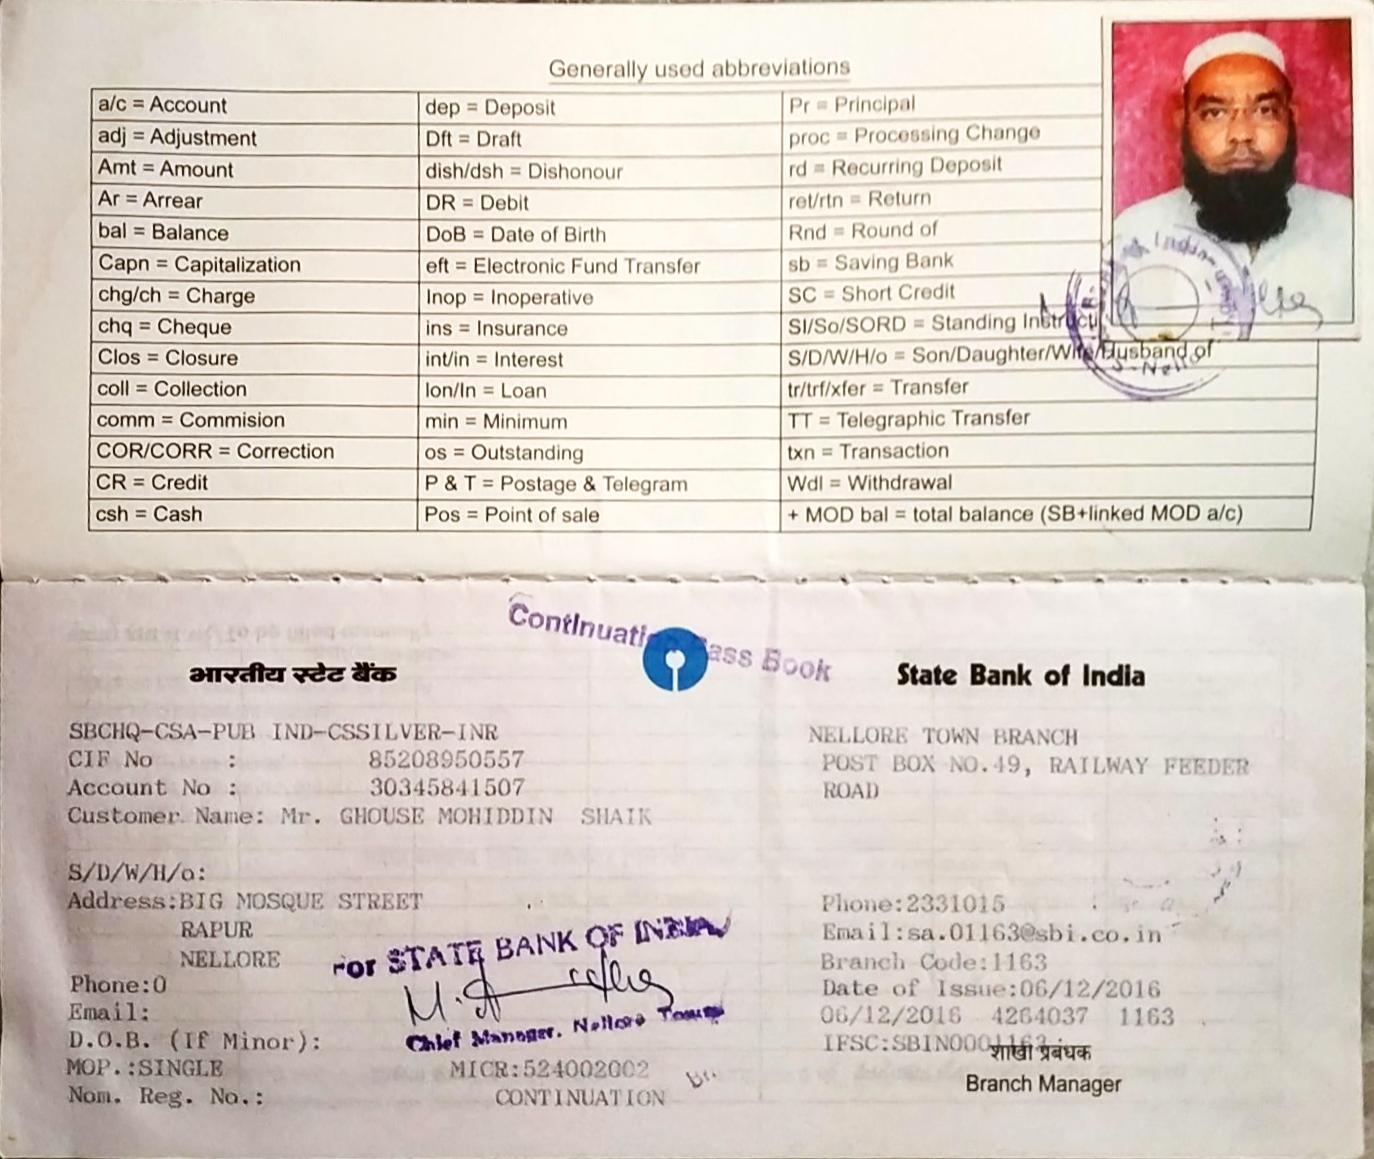 Generally used abbreviations
a/c = Account
dep = Deposit
Pr = Principal
adj = Adjustment
Dft = Draft
proc = Processing Change
Amt = Amount
dish/dsh = Dishonour
rd = Recurring Deposit
Ar = Arrear
DR = Debit
ret/rtn = Return
bal = Balance
DoB = Date of Birth
Rnd = Round of
Capn = Capitalization
eft = Electronic Fund Transfer
sb = Saving Bank
chg/ch = Charge
Inop = Inoperative
SC = Short Credit
chq = Cheque
ins = Insurance
SI/So/SORD = Standing
Clos = Closure
int/in = Interest
S/D/W/H/o = Son/Daughter/Wife/Husband of
coll = Collection
lon/ln = Loan
tr/trf/xfer = Transfer
comm = Commision
min = Minimum
TT = Telegraphic Transfer
COR/CORR = Correction
os = Outstanding
txn = Transaction
CR = Credit
P & T = Postage & Telegram
Wdl = Withdrawal
csh = Cash
Pos = Point of sale
+ MOD bal = total balance (SB+linked MOD a/c)
Continuation Pass Book
भारतीय स्टेट बैंक
State Bank of India
SBCHQ-CSA-PUB IND-CSSILVER-INR
CIF No : 85208950557
Account No : 30345841507
Customer Name: Mr. GHOUSE MOHIDDIN SHAIK
S/D/W/H/o:
Address:BIG MOSQUE STREET
RAPUR
NELLORE
Phone:0
Email:
D.O.B. (If Minor):
MOP.:SINGLE
Nom. Reg. No.:
For STATE BANK OF INDIA
Chief Manager. Nellore Town
MICR:524002002
CONTINUATION
NELLORE TOWN BRANCH
POST BOX NO.49, RAILWAY FEEDER
ROAD
Phone:2331015
Email:sa.01163@sbi.co.in
Branch Code:1163
Date of Issue:06/12/2016
06/12/2016 4264037 1163
IFSC:SBIN0001163
शाखा प्रबंधक
Branch Manager